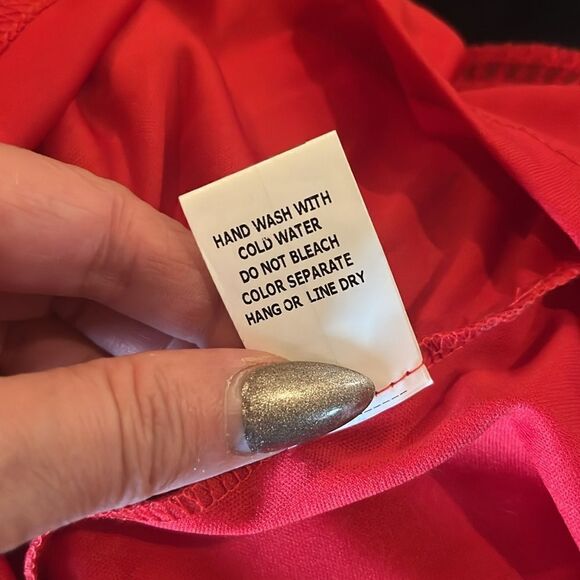 HAND WASH WITH
COLD WATER
DO NOT BLEACH
COLOR SEPARATE
HANG OR LINE DRY